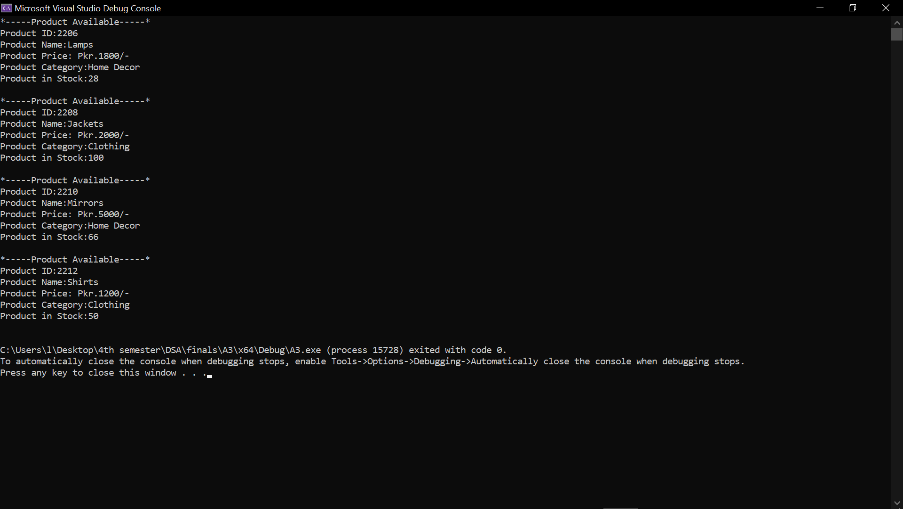 Microsoft Visual Studio Debug Console
*-----Product Available-----*
Product ID:2206
Product Name:Lamps
Product Price: Pkr.1800/-
Product Category:Home Decor
Product in Stock:28
*-----Product Available-----*
Product ID:2208
Product Name:Jackets
Product Price: Pkr.2000/-
Product Category:Clothing
Product in Stock:100
*-----Product Available-----*
Product ID:2210
Product Name:Mirrors
Product Price: Pkr.5000/-
Product Category:Home Decor
Product in Stock:66
*-----Product Available-----*
Product ID:2212
Product Name:Shirts
Product Price: Pkr.1200/-
Product Category:Clothing
Product in Stock:50
C:\Users\l\Desktop\4th semester\DSA\finals\A3\x64\Debug\A3.exe (process 15728) exited with code 0.
To automatically close the console when debugging stops, enable Tools->Options->Debugging->Automatically close the console when debugging stops.
Press any key to close this window . . .